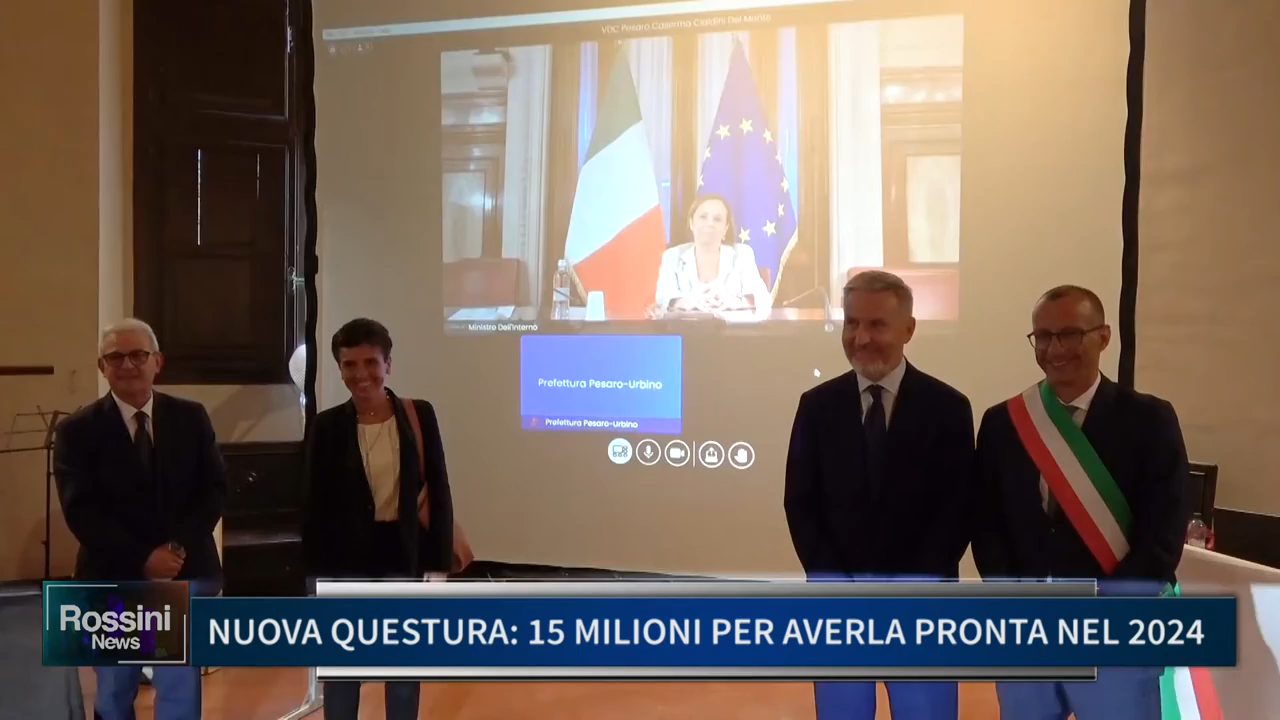 VDC Pesaro Caserma Cialdini Del Monte
Ministro Dell'Interno
Prefettura Pesaro-Urbino
Prefettura Pesaro-Urbino
Rossini
News
NUOVA QUESTURA: 15 MILIONI PER AVERLA PRONTA NEL 2024